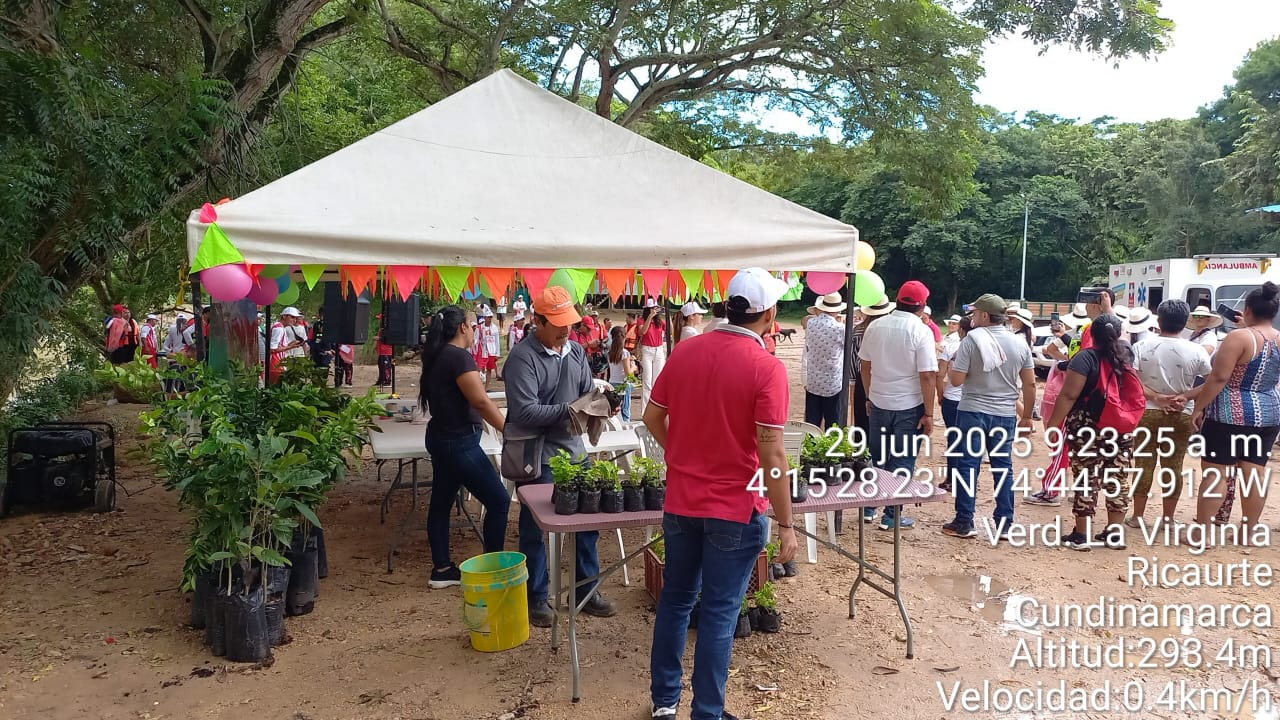 AMBULANCIA
29 jun 2025 9:23:25 a. m.
4°15'28.23"N 74°44'57.912"W
Verd. La Virginia
Ricaurte
Cundinamarca
Altitud:298.4m
Velocidad:0.4km/h